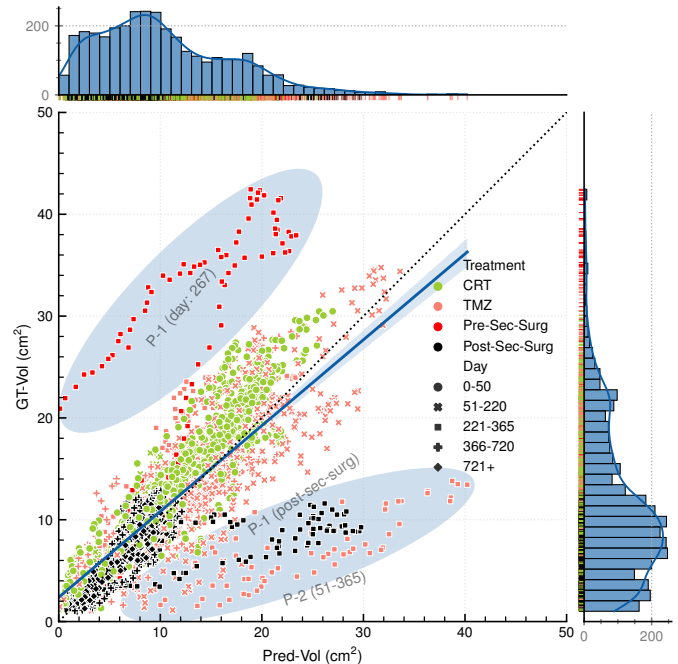 200
0
50
40
30
20
10
0
GT-Vol (cm²)
P-1 (day: 267)
P-1 (post-sec-surg)
P-2 (51-365)
Treatment
CRT
TMZ
Pre-Sec-Surg
Post-Sec-Surg
Day
0-50
51-220
221-365
366-720
721+
0 10 20 30 40 50
Pred-Vol (cm²)
0 200